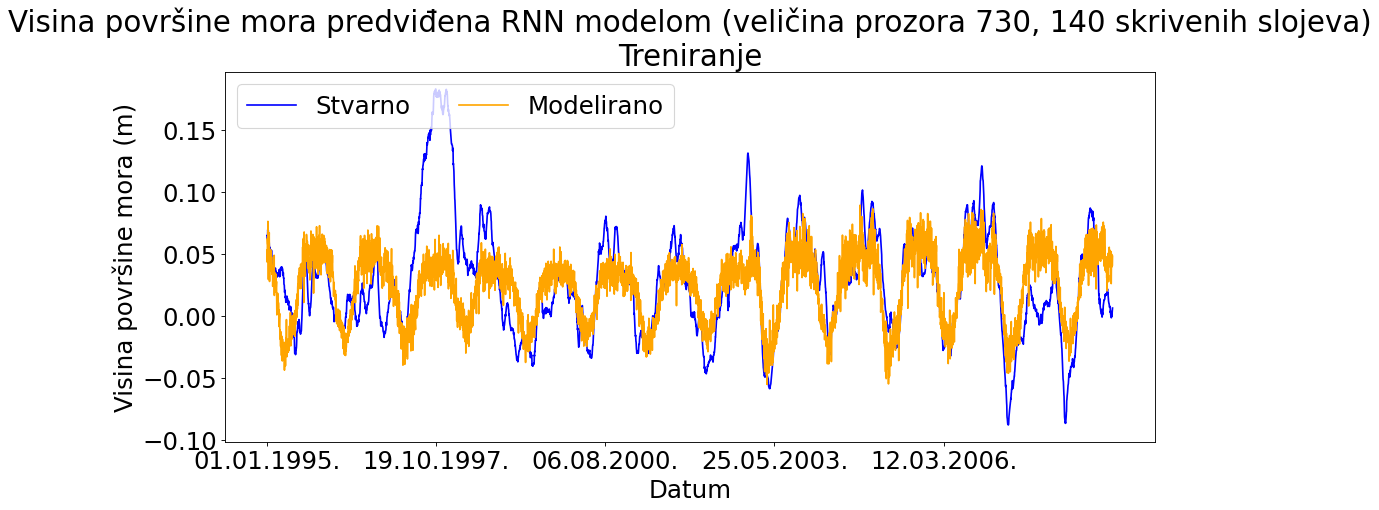 Visina površine mora predviđena RNN modelom (veličina prozora 730, 140 skrivenih slojeva)
Treniranje
Stvarno
Modelirano
Visina površine mora (m)
0.15
0.10
0.05
0.00
−0.05
−0.10
01.01.1995. 19.10.1997. 06.08.2000. 25.05.2003. 12.03.2006.
Datum